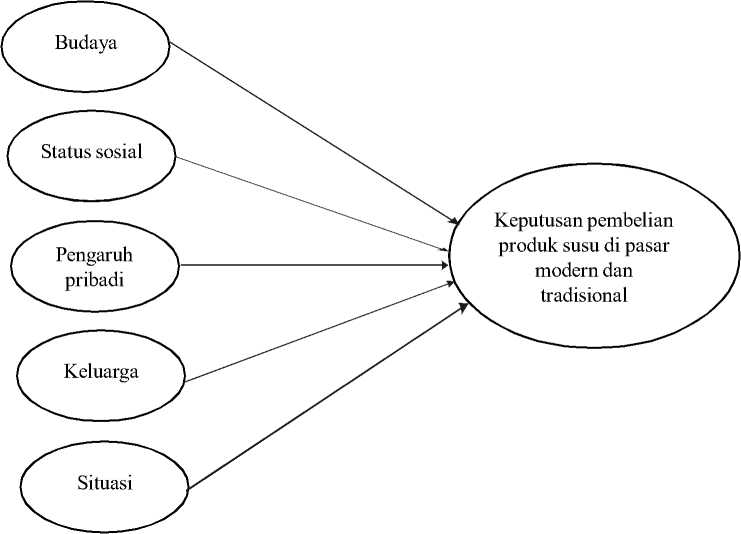 Budaya
Status sosial
Pengaruh
pribadi
Keluarga
Situasi
Keputusan pembelian
produk susu di pasar
modern dan
tradisional